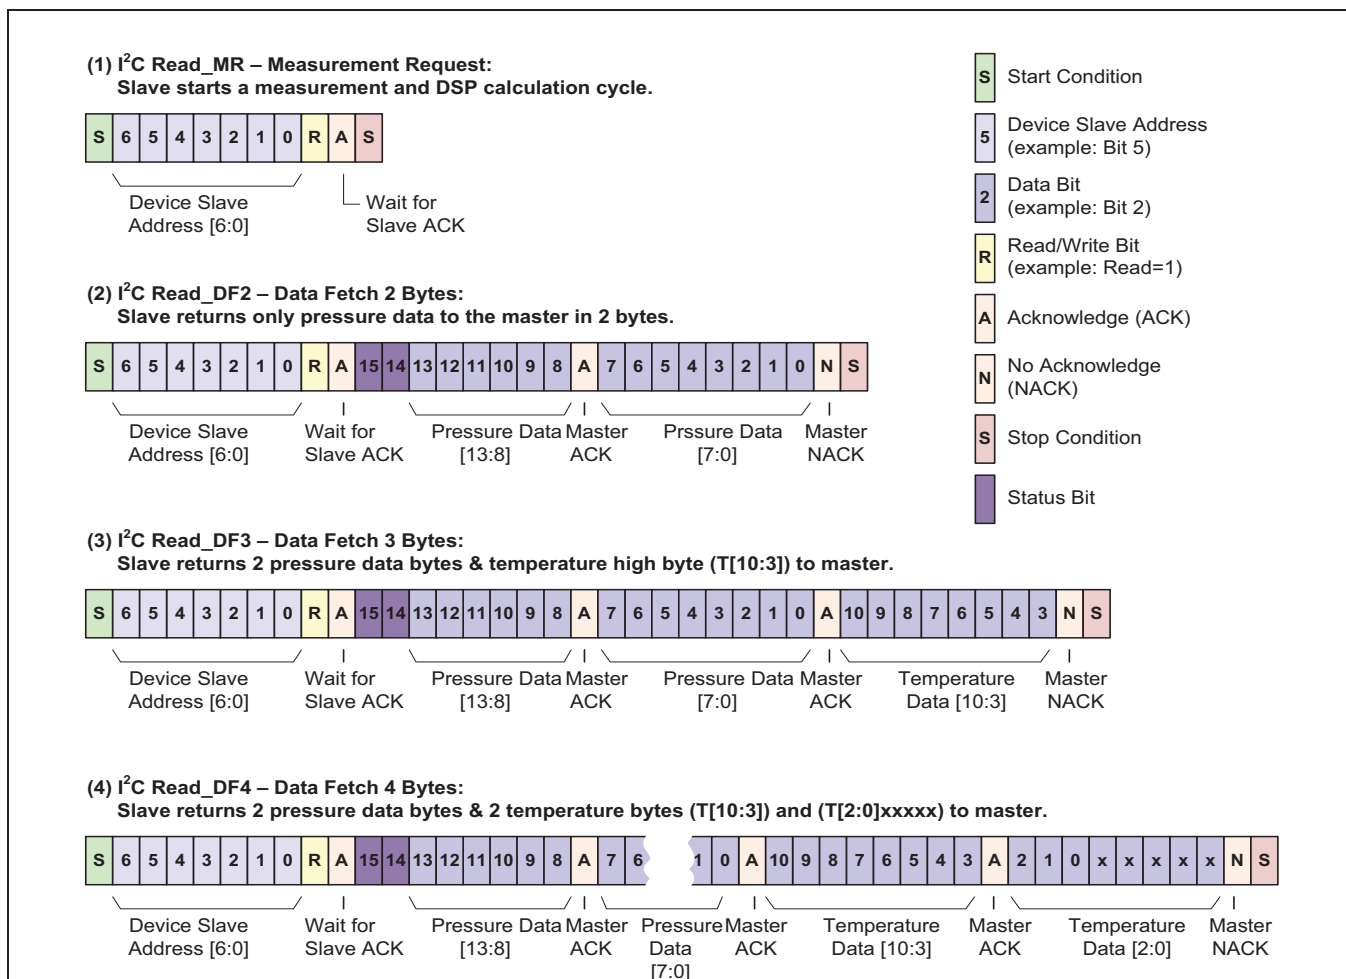 (1) I²C Read_MR – Measurement Request:
Slave starts a measurement and DSP calculation cycle.
S 6 5 4 3 2 1 0 R A S
Device Slave
Address [6:0]
Wait for
Slave ACK
(2) I²C Read_DF2 – Data Fetch 2 Bytes:
Slave returns only pressure data to the master in 2 bytes.
S 6 5 4 3 2 1 0 R A 15 14 13 12 11 10 9 8 A 7 6 5 4 3 2 1 0 N S
Device Slave
Address [6:0]
Wait for
Slave ACK
Pressure Data
[13:8]
Master
ACK
Prssure Data
[7:0]
Master
NACK
S Start Condition
5 Device Slave Address
(example: Bit 5)
2 Data Bit
(example: Bit 2)
R Read/Write Bit
(example: Read=1)
A Acknowledge (ACK)
N No Acknowledge
(NACK)
S Stop Condition
Status Bit
(3) I²C Read_DF3 – Data Fetch 3 Bytes:
Slave returns 2 pressure data bytes & temperature high byte (T[10:3]) to master.
S 6 5 4 3 2 1 0 R A 15 14 13 12 11 10 9 8 A 7 6 5 4 3 2 1 0 A 10 9 8 7 6 5 4 3 N S
Device Slave
Address [6:0]
Wait for
Slave ACK
Pressure Data
[13:8]
Master
ACK
Pressure Data
[7:0]
Master
ACK
Temperature
Data [10:3]
Master
NACK
(4) I²C Read_DF4 – Data Fetch 4 Bytes:
Slave returns 2 pressure data bytes & 2 temperature bytes (T[10:3]) and (T[2:0]xxxxx) to master.
S 6 5 4 3 2 1 0 R A 15 14 13 12 11 10 9 8 A 7 6 1 0 A 10 9 8 7 6 5 4 3 A 2 1 0 x x x x x N S
Device Slave
Address [6:0]
Wait for
Slave ACK
Pressure Data
[13:8]
Master
ACK
Pressure
Data
[7:0]
Master
ACK
Temperature
Data [10:3]
Master
ACK
Temperature
Data [2:0]
Master
NACK